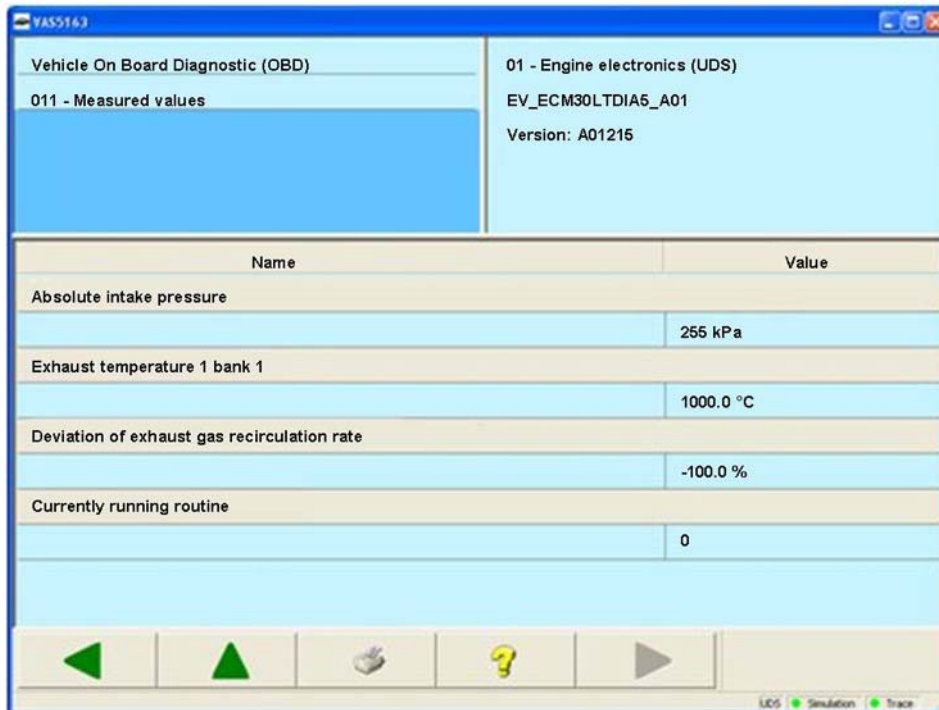 VAS5163
Vehicle On Board Diagnostic (OBD)
011 - Measured values
01 - Engine electronics (UDS)
EV_ECM30LTDIA5_A01
Version: A01215
Name Value
Absolute intake pressure
255 kPa
Exhaust temperature 1 bank 1
1000.0 °C
Deviation of exhaust gas recirculation rate
-100.0 %
Currently running routine
0
UDS Simulation Trace